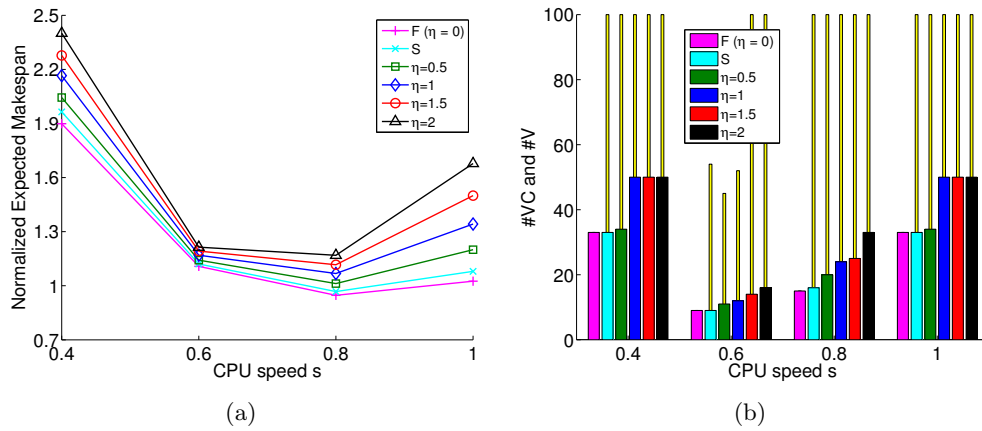 2.5
2.2
1.9
1.6
1.3
1
0.7
Normalized Expected Makespan
0.4
0.6
0.8
1
CPU speed s
F (η = 0)
S
η=0.5
η=1
η=1.5
η=2
(a)
100
80
60
40
20
0
#VC and #V
0.4
0.6
0.8
1
CPU speed s
F (η = 0)
S
η=0.5
η=1
η=1.5
η=2
(b)